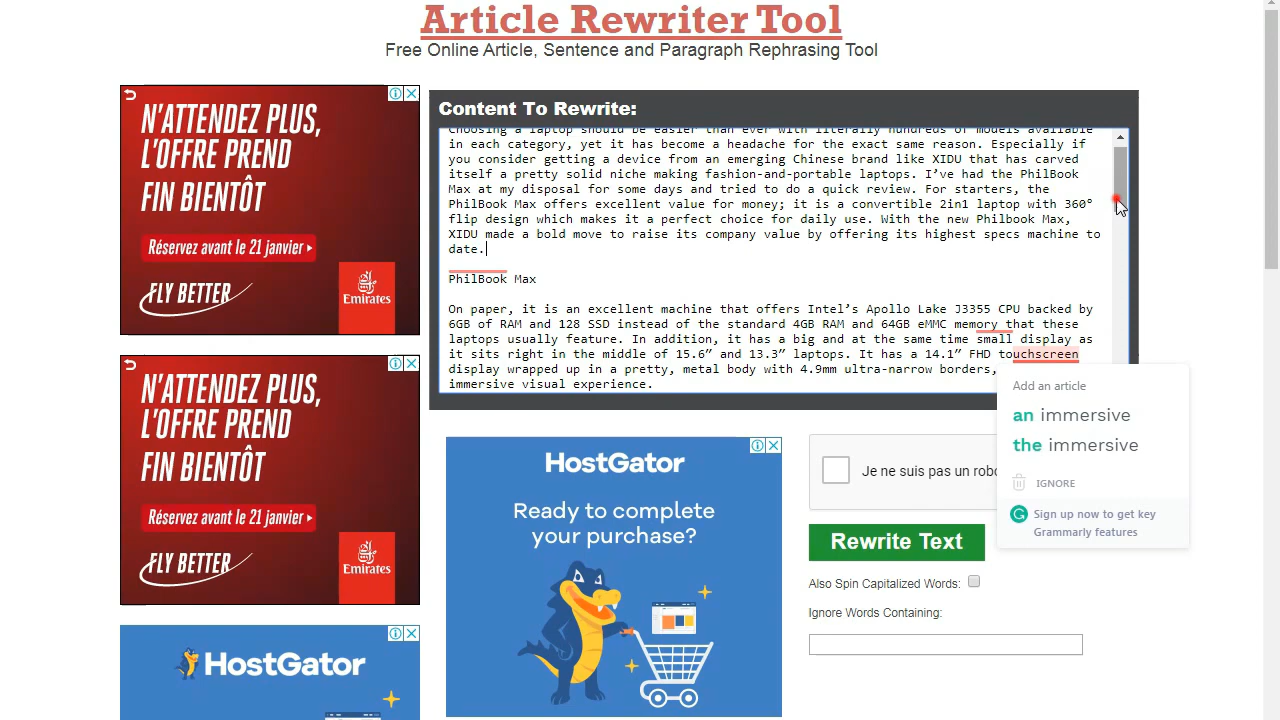 Article Rewriter Tool
Free Online Article, Sentence and Paragraph Rephrasing Tool
N'ATTENDEZ PLUS,
L'OFFRE PREND
FIN BIENTÔT
Réservez avant le 21 janvier
FLY BETTER
Emirates
N'ATTENDEZ PLUS,
L'OFFRE PREND
FIN BIENTÔT
Réservez avant le 21 janvier
FLY BETTER
Emirates
HostGator
Content To Rewrite:
Choosing a laptop should be easier than ever with literally hundreds of models available
in each category, yet it has become a headache for the exact same reason. Especially if
you consider getting a device from an emerging Chinese brand like XIDU that has carved
itself a pretty solid niche making fashion-and-portable laptops. I've had the PhilBook
Max at my disposal for some days and tried to do a quick review. For starters, the
PhilBook Max offers excellent value for money; it is a convertible 2in1 laptop with 360°
flip design which makes it a perfect choice for daily use. With the new Philbook Max,
XIDU made a bold move to raise its company value by offering its highest specs machine to
date.
PhilBook Max
On paper, it is an excellent machine that offers Intel's Apollo Lake J3355 CPU backed by
6GB of RAM and 128 SSD instead of the standard 4GB RAM and 64GB eMMC memory that these
laptops usually feature. In addition, it has a big and at the same time small display as
it sits right in the middle of 15.6” and 13.3” laptops. It has a 14.1” FHD touchscreen
display wrapped up in a pretty, metal body with 4.9mm ultra-narrow borders,
immersive visual experience.
Add an article
an immersive
the immersive
IGNORE
Sign up now to get key
Grammarly features
HostGator
Ready to complete
your purchase?
Je ne suis pas un robo
Rewrite Text
Also Spin Capitalized Words:
Ignore Words Containing: